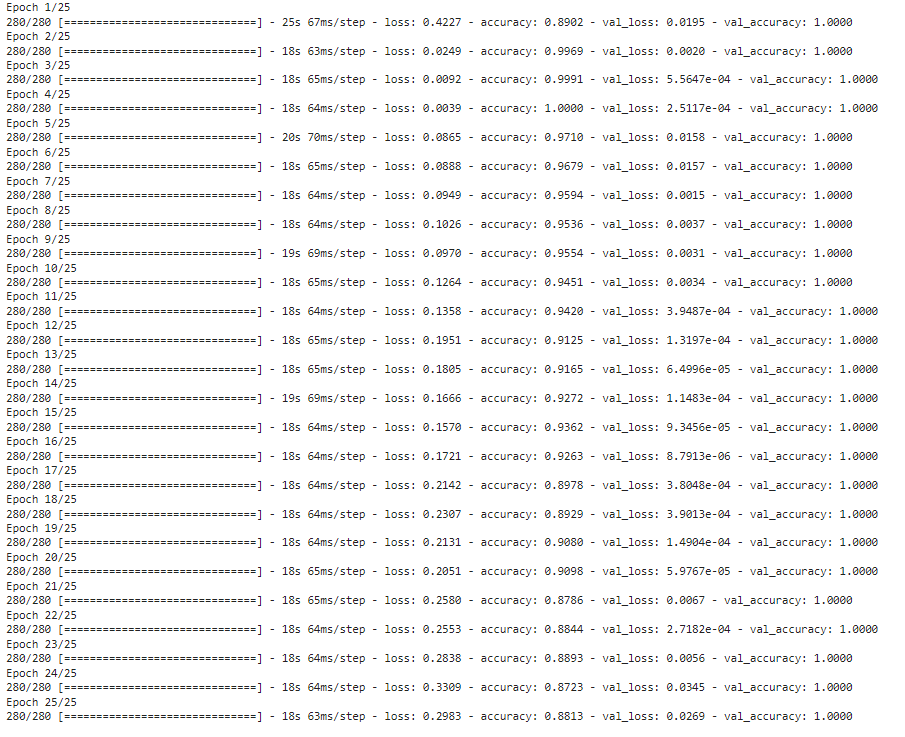 Epoch 1/25
280/280 [==============================] - 25s 67ms/step - loss: 0.4227 - accuracy: 0.8902 - val_loss: 0.0195 - val_accuracy: 1.0000
Epoch 2/25
280/280 [==============================] - 18s 63ms/step - loss: 0.0249 - accuracy: 0.9969 - val_loss: 0.0020 - val_accuracy: 1.0000
Epoch 3/25
280/280 [==============================] - 18s 65ms/step - loss: 0.0092 - accuracy: 0.9991 - val_loss: 5.5647e-04 - val_accuracy: 1.0000
Epoch 4/25
280/280 [==============================] - 18s 64ms/step - loss: 0.0039 - accuracy: 1.0000 - val_loss: 2.5117e-04 - val_accuracy: 1.0000
Epoch 5/25
280/280 [==============================] - 20s 70ms/step - loss: 0.0865 - accuracy: 0.9710 - val_loss: 0.0158 - val_accuracy: 1.0000
Epoch 6/25
280/280 [==============================] - 18s 65ms/step - loss: 0.0888 - accuracy: 0.9679 - val_loss: 0.0157 - val_accuracy: 1.0000
Epoch 7/25
280/280 [==============================] - 18s 64ms/step - loss: 0.0949 - accuracy: 0.9594 - val_loss: 0.0015 - val_accuracy: 1.0000
Epoch 8/25
280/280 [==============================] - 18s 64ms/step - loss: 0.1026 - accuracy: 0.9536 - val_loss: 0.0037 - val_accuracy: 1.0000
Epoch 9/25
280/280 [==============================] - 19s 69ms/step - loss: 0.0970 - accuracy: 0.9554 - val_loss: 0.0031 - val_accuracy: 1.0000
Epoch 10/25
280/280 [==============================] - 18s 65ms/step - loss: 0.1264 - accuracy: 0.9451 - val_loss: 0.0034 - val_accuracy: 1.0000
Epoch 11/25
280/280 [==============================] - 18s 64ms/step - loss: 0.1358 - accuracy: 0.9420 - val_loss: 3.9487e-04 - val_accuracy: 1.0000
Epoch 12/25
280/280 [==============================] - 18s 65ms/step - loss: 0.1951 - accuracy: 0.9125 - val_loss: 1.3197e-04 - val_accuracy: 1.0000
Epoch 13/25
280/280 [==============================] - 18s 65ms/step - loss: 0.1805 - accuracy: 0.9165 - val_loss: 6.4996e-05 - val_accuracy: 1.0000
Epoch 14/25
280/280 [==============================] - 19s 69ms/step - loss: 0.1666 - accuracy: 0.9272 - val_loss: 1.1483e-04 - val_accuracy: 1.0000
Epoch 15/25
280/280 [==============================] - 18s 64ms/step - loss: 0.1570 - accuracy: 0.9362 - val_loss: 9.3456e-05 - val_accuracy: 1.0000
Epoch 16/25
280/280 [==============================] - 18s 64ms/step - loss: 0.1721 - accuracy: 0.9263 - val_loss: 8.7913e-06 - val_accuracy: 1.0000
Epoch 17/25
280/280 [==============================] - 18s 64ms/step - loss: 0.2142 - accuracy: 0.8978 - val_loss: 3.8048e-04 - val_accuracy: 1.0000
Epoch 18/25
280/280 [==============================] - 18s 64ms/step - loss: 0.2307 - accuracy: 0.8929 - val_loss: 3.9013e-04 - val_accuracy: 1.0000
Epoch 19/25
280/280 [==============================] - 18s 64ms/step - loss: 0.2131 - accuracy: 0.9080 - val_loss: 1.4904e-04 - val_accuracy: 1.0000
Epoch 20/25
280/280 [==============================] - 18s 65ms/step - loss: 0.2051 - accuracy: 0.9098 - val_loss: 5.9767e-05 - val_accuracy: 1.0000
Epoch 21/25
280/280 [==============================] - 18s 65ms/step - loss: 0.2580 - accuracy: 0.8786 - val_loss: 0.0067 - val_accuracy: 1.0000
Epoch 22/25
280/280 [==============================] - 18s 64ms/step - loss: 0.2553 - accuracy: 0.8844 - val_loss: 2.7182e-04 - val_accuracy: 1.0000
Epoch 23/25
280/280 [==============================] - 18s 64ms/step - loss: 0.2838 - accuracy: 0.8893 - val_loss: 0.0056 - val_accuracy: 1.0000
Epoch 24/25
280/280 [==============================] - 18s 64ms/step - loss: 0.3309 - accuracy: 0.8723 - val_loss: 0.0345 - val_accuracy: 1.0000
Epoch 25/25
280/280 [==============================] - 18s 63ms/step - loss: 0.2983 - accuracy: 0.8813 - val_loss: 0.0269 - val_accuracy: 1.0000